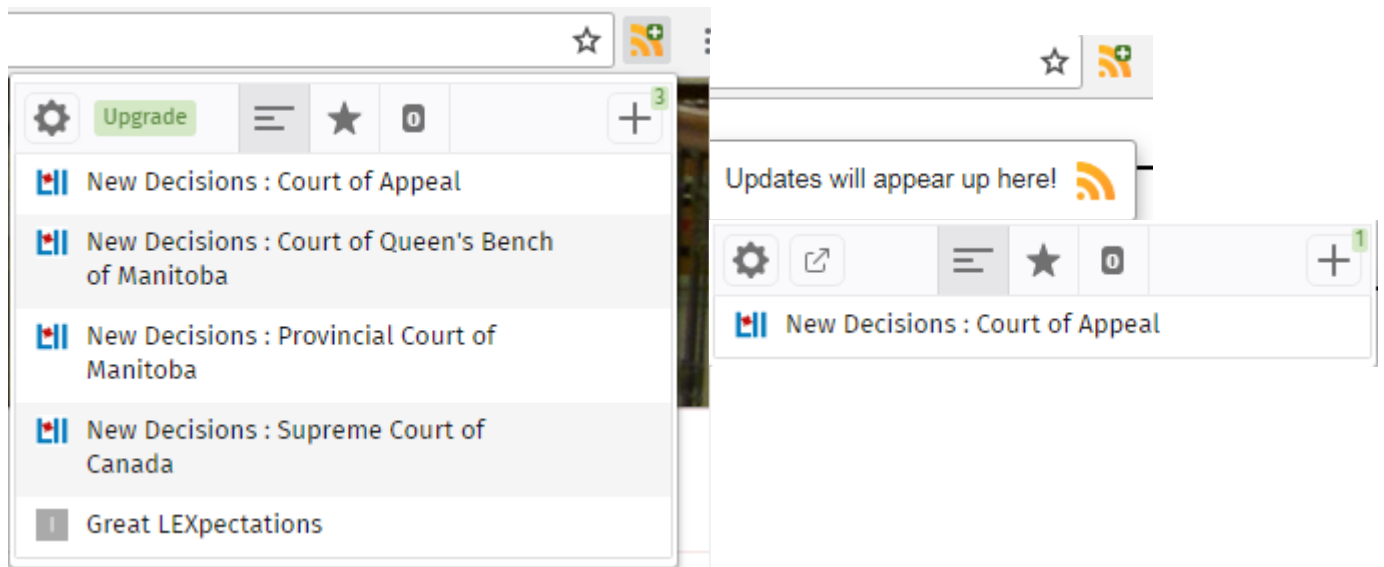 Upgrade
0
3
New Decisions : Court of Appeal
New Decisions : Court of Queen's Bench
of Manitoba
New Decisions : Provincial Court of
Manitoba
New Decisions : Supreme Court of
Canada
I
Great LEXpectations
Updates will appear up here!
0
1
New Decisions : Court of Appeal